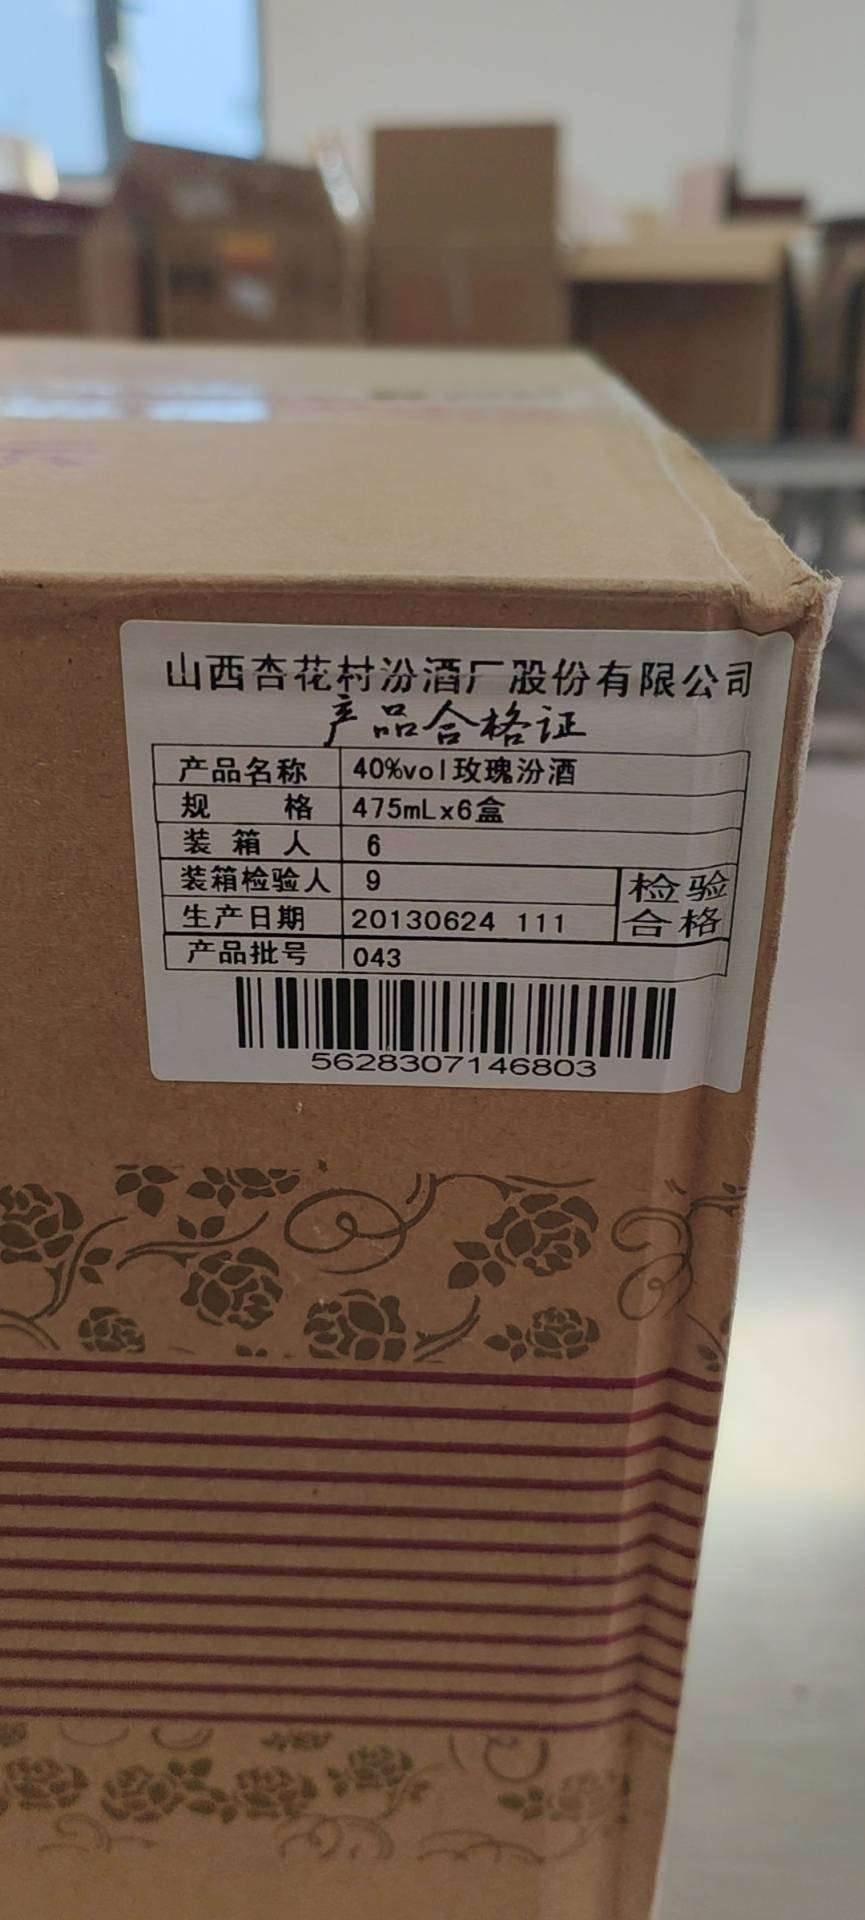 山西杏花村汾酒厂股份有限公司
产品合格证
产品名称 40%vol玫瑰汾酒
规 格 475mLx6盒
装 箱 人 6
装箱检验人 9
检验
合格
生产日期 20130624 111
产品批号 043
5628307146803